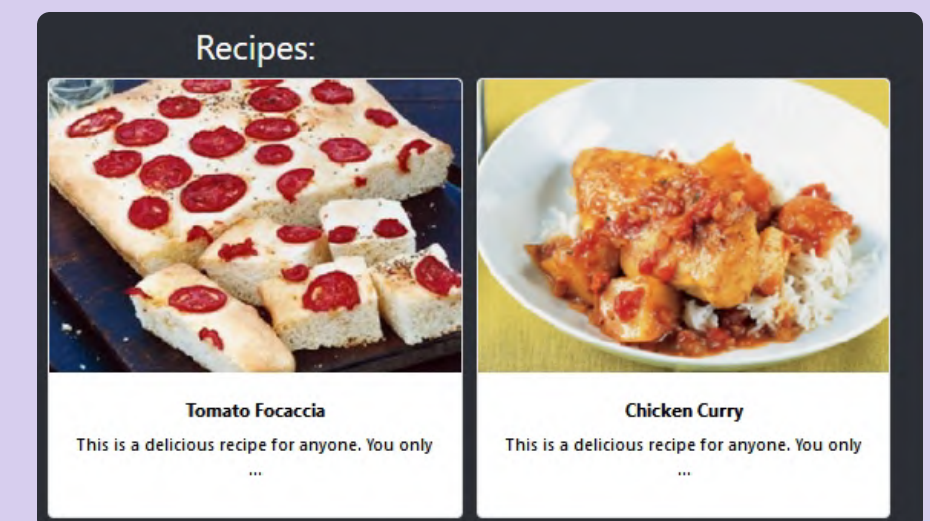 Recipes:
Tomato Focaccia
This is a delicious recipe for anyone. You only
...
Chicken Curry
This is a delicious recipe for anyone. You only
...